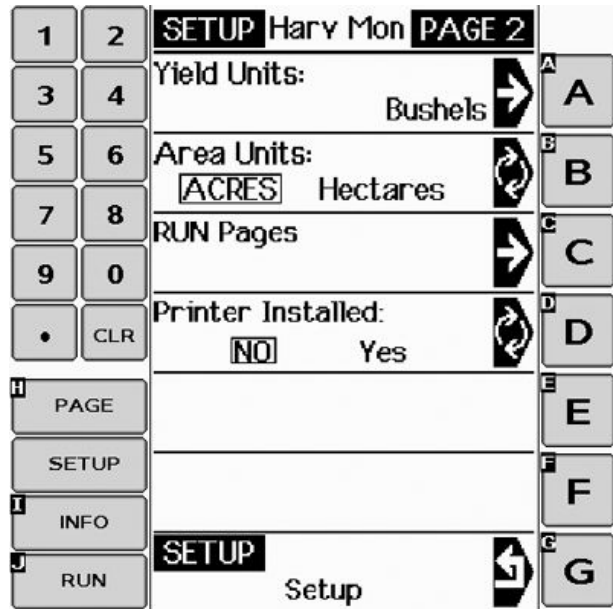 1 2
3 4
5 6
7 8
9 0
. CLR
H PAGE
SETUP
I INFO
J RUN
SETUP Harv Mon PAGE 2
Yield Units:
Bushels
Area Units:
ACRES Hectares
RUN Pages
Printer Installed:
NO Yes
SETUP
Setup
A A
B B
C C
D D
E E
F F
G G